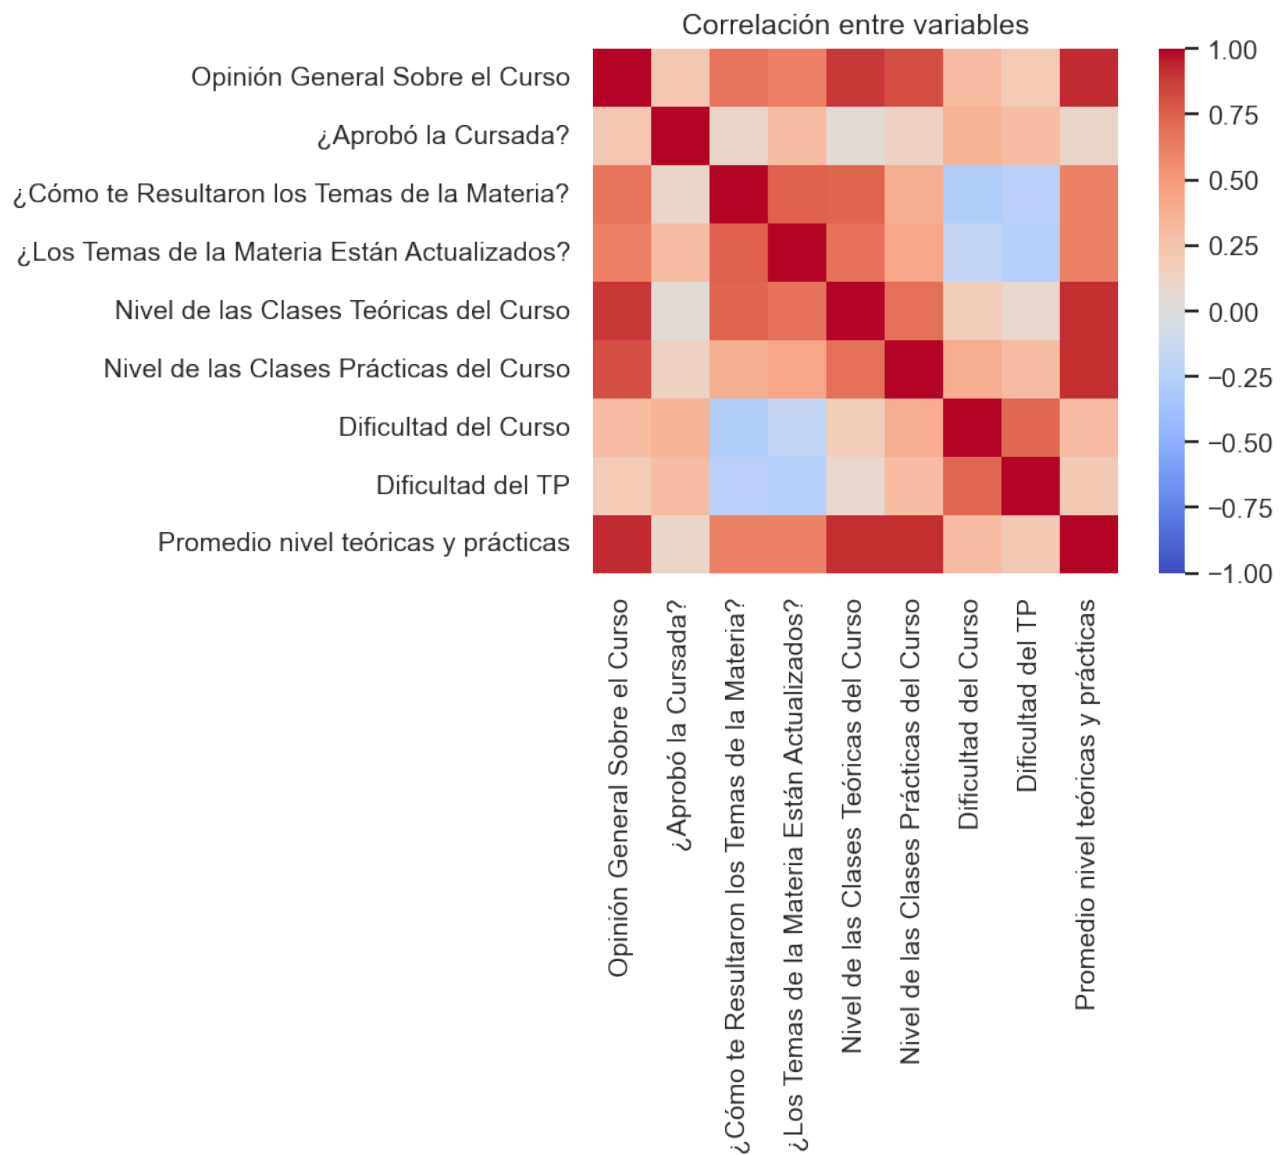 Correlación entre variables
Opinión General Sobre el Curso
¿Aprobó la Cursada?
¿Cómo te Resultaron los Temas de la Materia?
¿Los Temas de la Materia Están Actualizados?
Nivel de las Clases Teóricas del Curso
Nivel de las Clases Prácticas del Curso
Dificultad del Curso
Dificultad del TP
Promedio nivel teóricas y prácticas
Opinión General Sobre el Curso
¿Aprobó la Cursada?
¿Cómo te Resultaron los Temas de la Materia?
¿Los Temas de la Materia Están Actualizados?
Nivel de las Clases Teóricas del Curso
Nivel de las Clases Prácticas del Curso
Dificultad del Curso
Dificultad del TP
Promedio nivel teóricas y prácticas
1.00
0.75
0.50
0.25
0.00
−0.25
−0.50
−0.75
−1.00